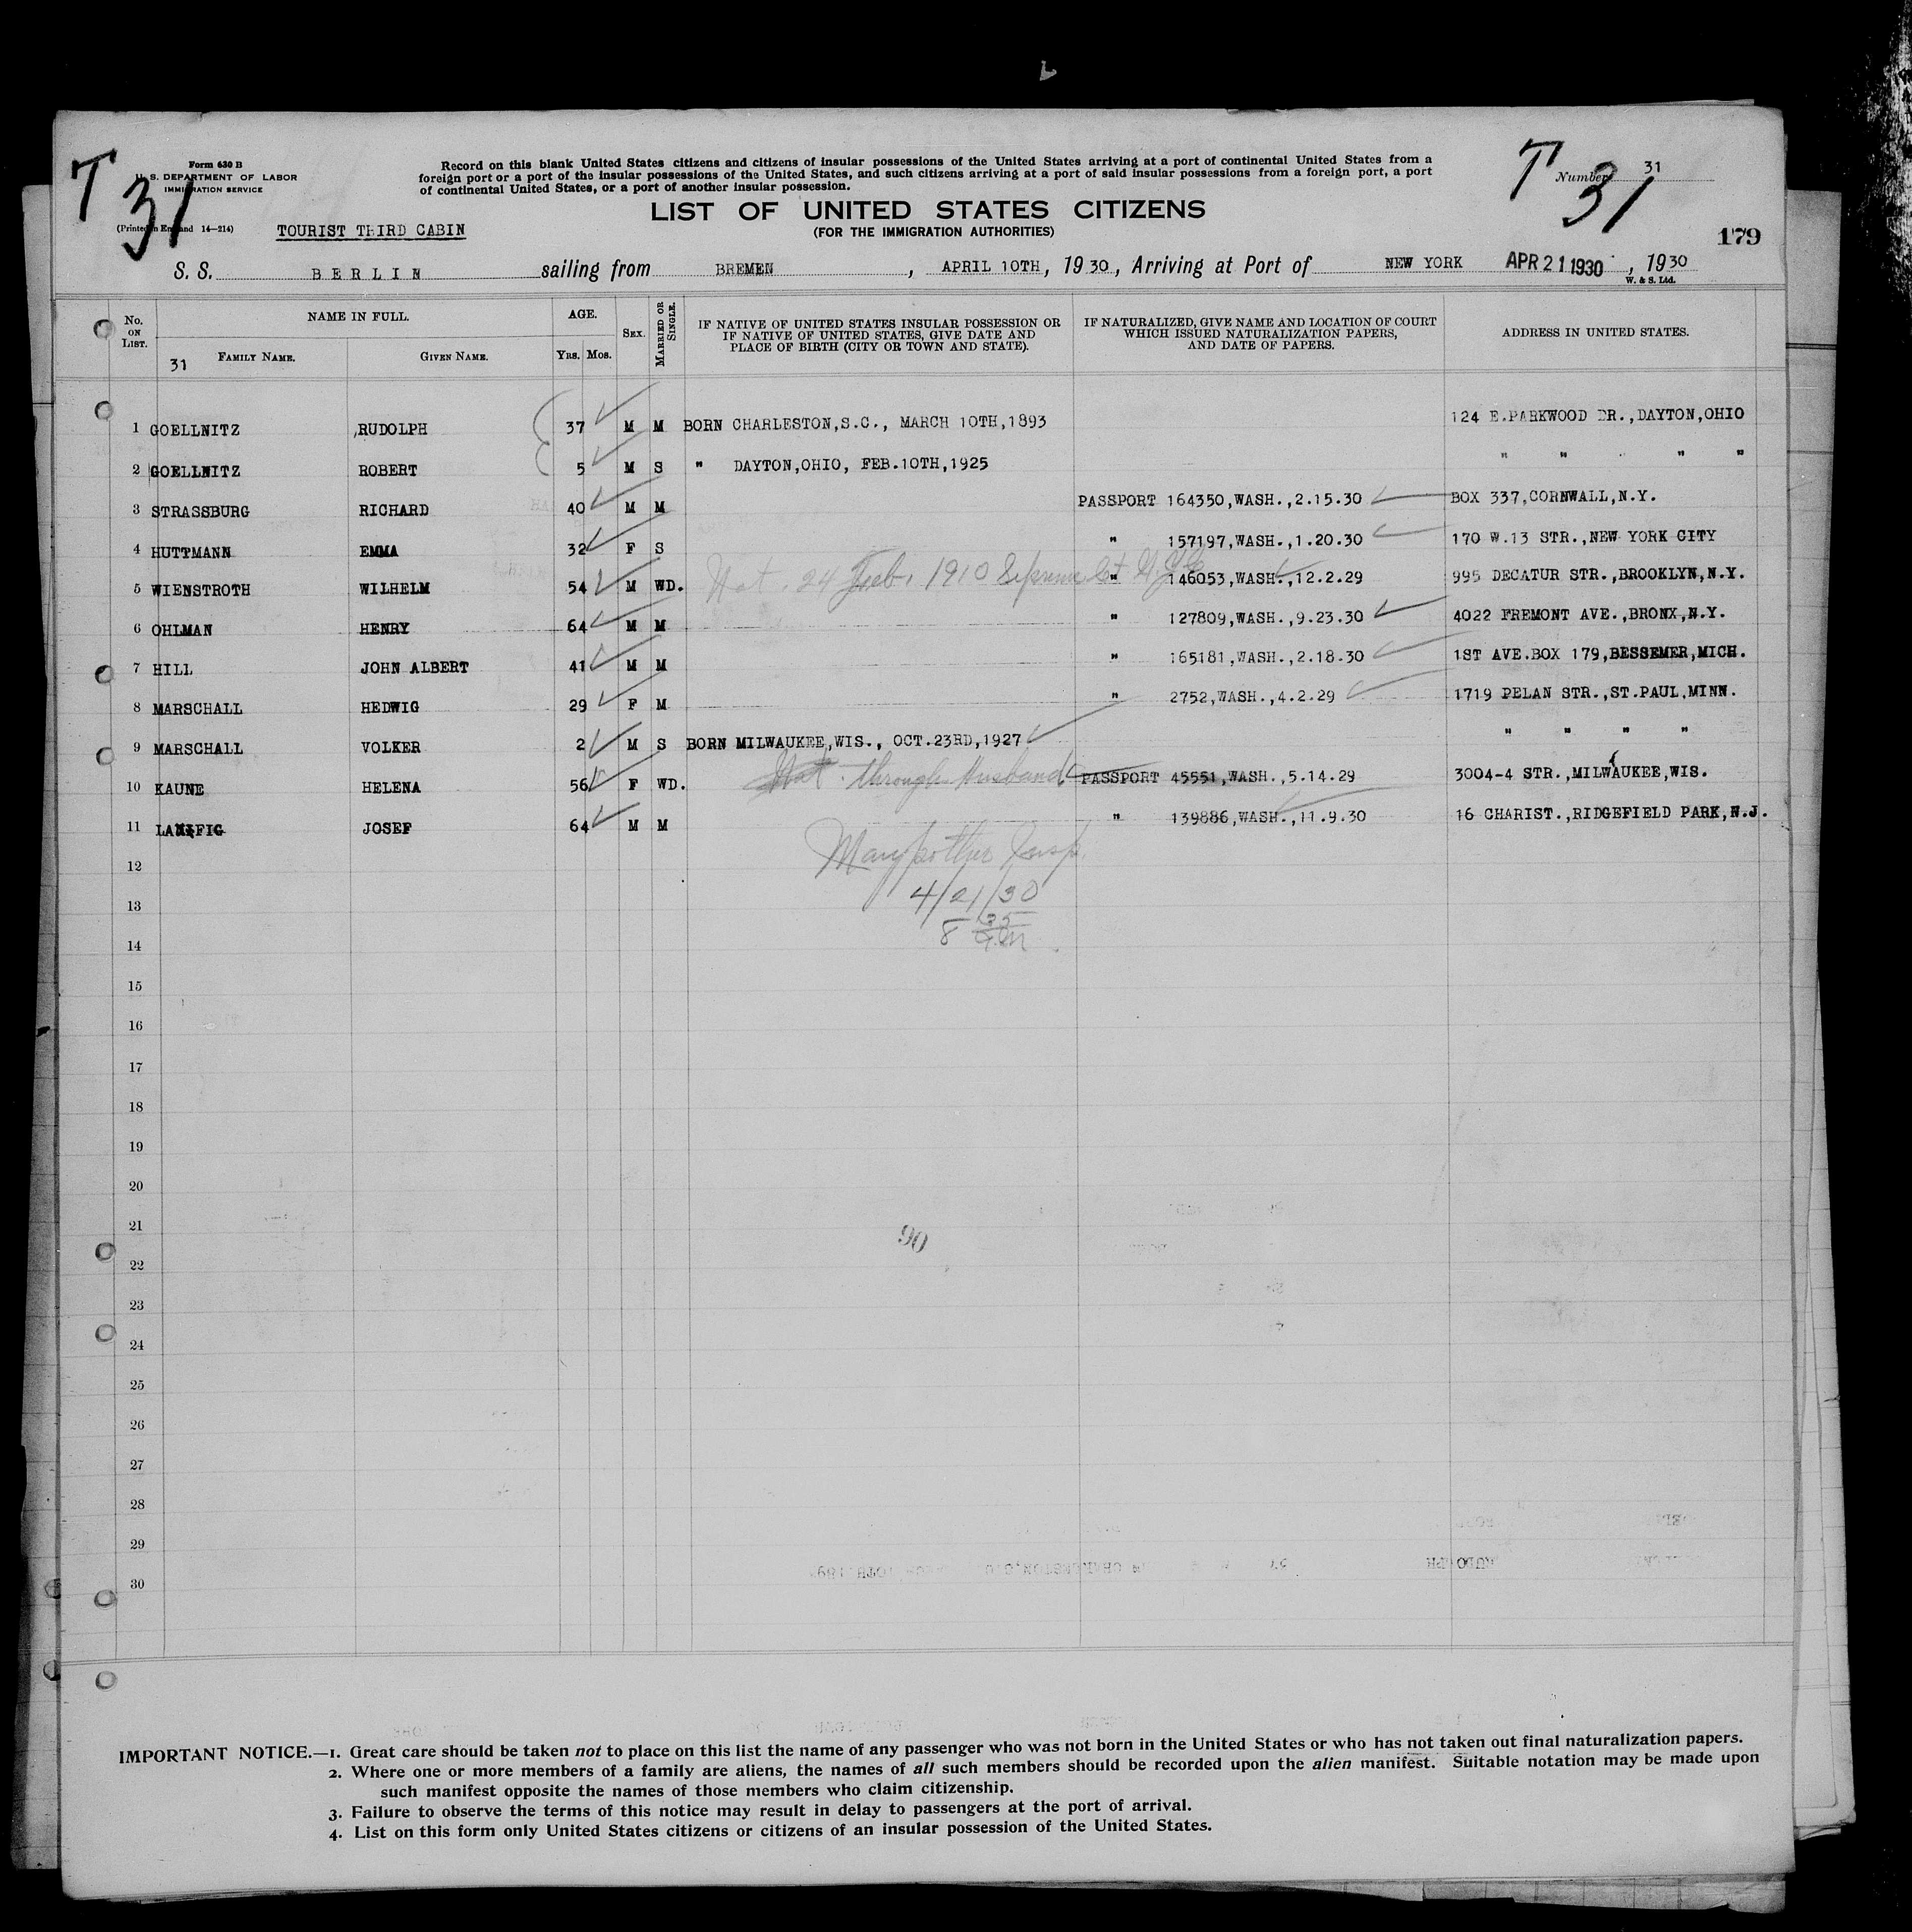 T 31
Form 630 B
U. S. DEPARTMENT OF LABOR
IMMIGRATION SERVICE
(Printed in England 14—214)
TOURIST THIRD CABIN
Record on this blank United States citizens and citizens of insular possessions of the United States arriving at a port of continental United States from a
foreign port or a port of the insular possessions of the United States, and such citizens arriving at a port of said insular possessions from a foreign port, a port
of continental United States, or a port of another insular possession.
LIST OF UNITED STATES CITIZENS
(FOR THE IMMIGRATION AUTHORITIES)
T 31
Number 31
179
S. S. BERLIN sailing from BREMEN, APRIL 10TH, 1930, Arriving at Port of NEW YORK APR 21 1930, 1930
W. & S. Ltd.
No. ON LIST. NAME IN FULL. AGE. SEX. MARRIED OR SINGLE. IF NATIVE OF UNITED STATES INSULAR POSSESSION OR IF NATIVE OF UNITED STATES, GIVE DATE AND PLACE OF BIRTH (CITY OR TOWN AND STATE). IF NATURALIZED, GIVE NAME AND LOCATION OF COURT WHICH ISSUED NATURALIZATION PAPERS, AND DATE OF PAPERS. ADDRESS IN UNITED STATES.
31 FAMILY NAME. GIVEN NAME. YRS. MOS.
1 GOELLNITZ RUDOLPH 37 M M BORN CHARLESTON,S.C., MARCH 10TH,1893 124 E.PARKWOOD DR.,DAYTON,OHIO
2 GOELLNITZ ROBERT 5 M S " DAYTON,OHIO, FEB.10TH,1925 " " " " "
3 STRASSBURG RICHARD 40 M M PASSPORT 164350,WASH.,2.15.30 BOX 337,CORNWALL,N.Y.
4 HUTTMANN EMMA 32 F S " 157197,WASH.,1.20.30 170 W.13 STR.,NEW YORK CITY
5 WIENSTROTH WILHELM 54 M WD. Nat. 24 Feb. 1910 Supreme Ct " 146053,WASH.,12.2.29 995 DECATUR STR.,BROOKLYN,N.Y.
6 OHLMAN HENRY 64 M M " 127809,WASH.,9.23.30 4022 FREMONT AVE.,BRONX,N.Y.
7 HILL JOHN ALBERT 41 M M " 165181,WASH.,2.18.30 1ST AVE.BOX 179,BESSEMER,MICH.
8 MARSCHALL HEDWIG 29 F M " 2752,WASH.,4.2.29 1719 PELAN STR.,ST.PAUL,MINN.
9 MARSCHALL VOLKER 2 M S BORN MILWAUKEE,WIS., OCT.23RD,1927 " " " "
10 KAUNE HELENA 56 F WD. Nat. through Husband PASSPORT 45551,WASH.,5.14.29 3004-4 STR.,MILWAUKEE,WIS.
11 JOSEF 64 M M " 139886,WASH.,11.9.30 16 CHARIST.,RIDGEFIELD PARK,N.J.
12
13 4/21/30
14 8 35
15
16
17
18
19
20
21
90
22
23
24
25
26
27
28
29
30
IMPORTANT NOTICE.—1. Great care should be taken not to place on this list the name of any passenger who was not born in the United States or who has not taken out final naturalization papers.
2. Where one or more members of a family are aliens, the names of all such members should be recorded upon the alien manifest. Suitable notation may be made upon
such manifest opposite the names of those members who claim citizenship.
3. Failure to observe the terms of this notice may result in delay to passengers at the port of arrival.
4. List on this form only United States citizens or citizens of an insular possession of the United States.